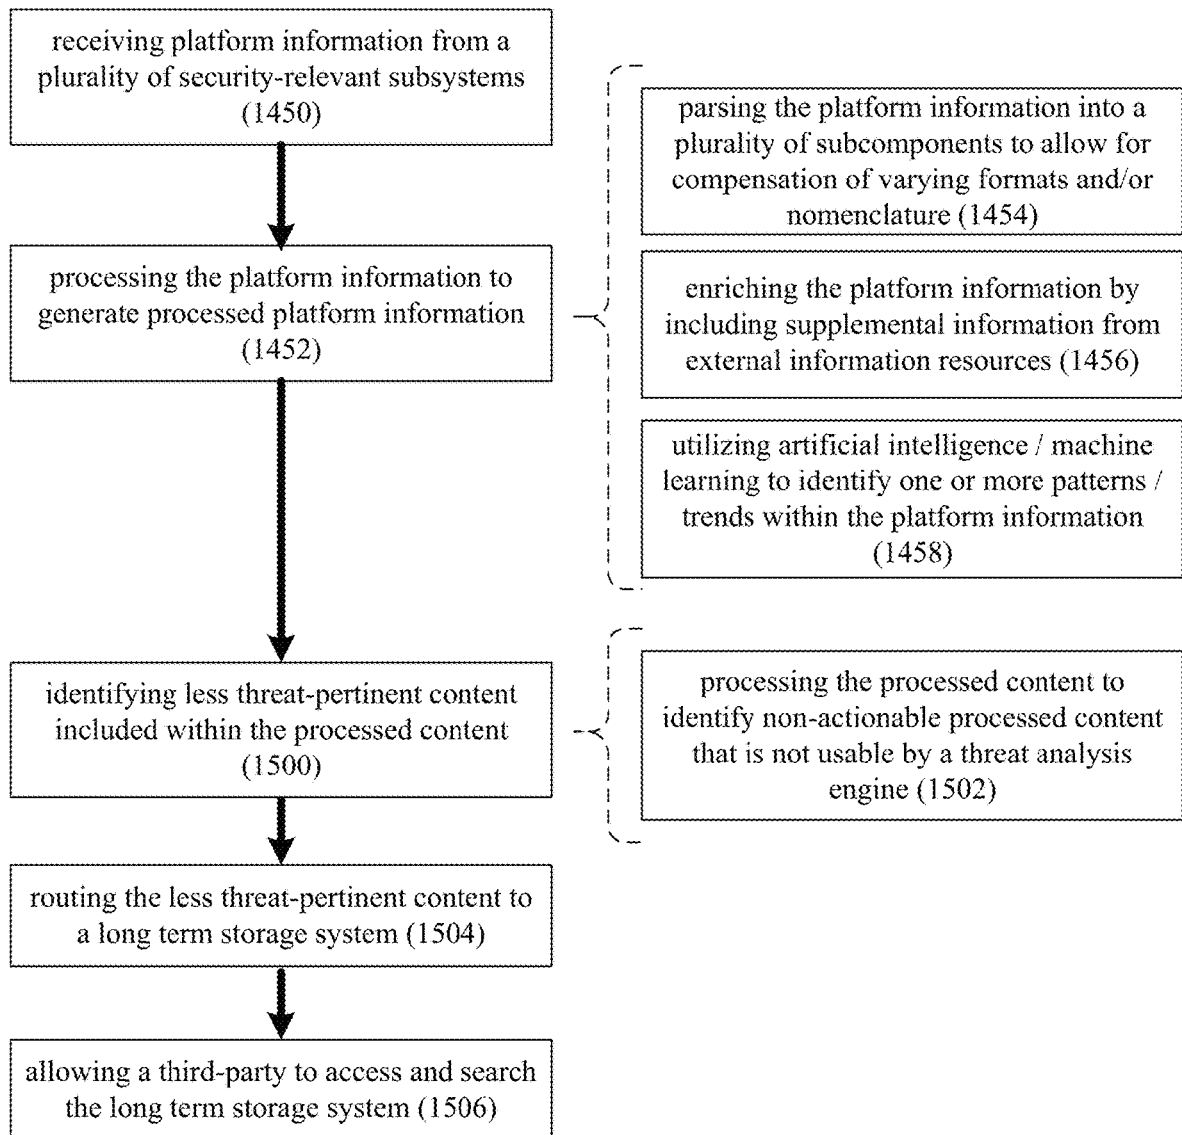 receiving platform information from a
plurality of security-relevant subsystems
(1450)
processing the platform information to
generate processed platform information
(1452)
parsing the platform information into a
plurality of subcomponents to allow for
compensation of varying formats and/or
nomenclature (1454)
enriching the platform information by
including supplemental information from
external information resources (1456)
utilizing artificial intelligence / machine
learning to identify one or more patterns /
trends within the platform information
(1458)
identifying less threat-pertinent content
included within the processed content
(1500)
processing the processed content to
identify non-actionable processed content
that is not usable by a threat analysis
engine (1502)
routing the less threat-pertinent content to
a long term storage system (1504)
allowing a third-party to access and search
the long term storage system (1506)